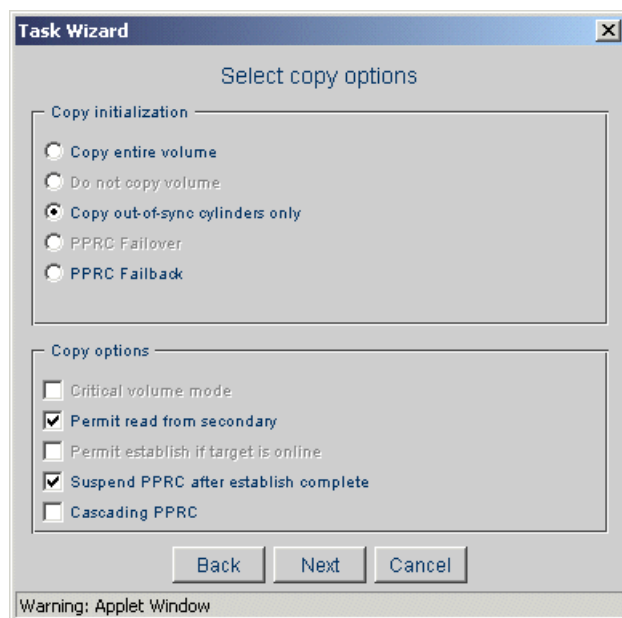 Task Wizard
Select copy options
Copy initialization
Copy entire volume
Do not copy volume
Copy out-of-sync cylinders only
PPRC Failover
PPRC Failback
Copy options
Critical volume mode
Permit read from secondary
Permit establish if target is online
Suspend PPRC after establish complete
Cascading PPRC
Back Next Cancel
Warning: Applet Window